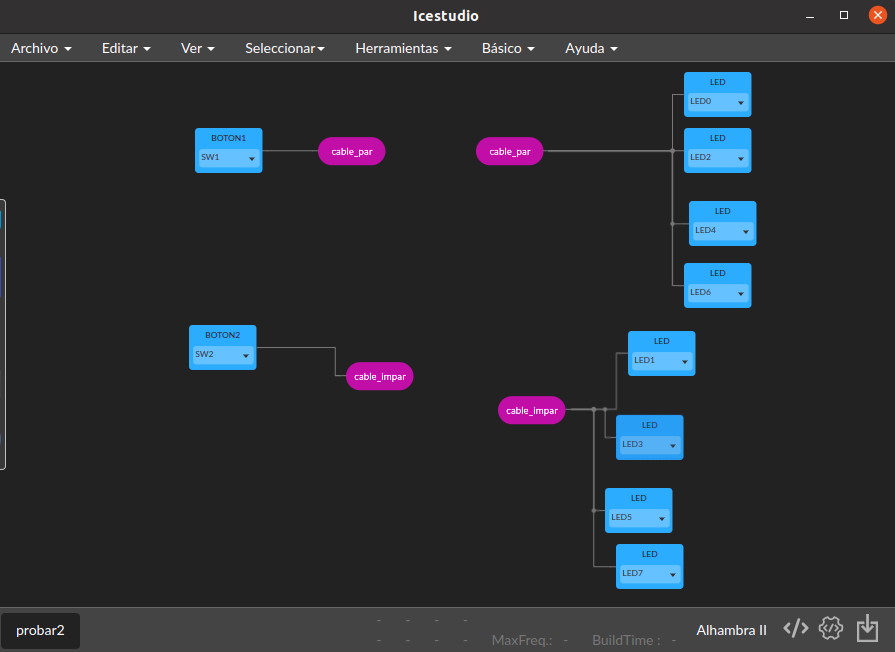 Icestudio
Archivo Editar Ver Seleccionar Herramientas Básico Ayuda
LED
LED0
BOTON1
SW1
cable_par
cable_par
LED
LED2
LED
LED4
LED
LED6
BOTON2
SW2
cable_impar
LED
LED1
cable_impar
LED
LED3
LED
LED5
LED
LED7
probar2
- - - -
- - - -
MaxFreq.: - BuildTime : -
Alhambra II